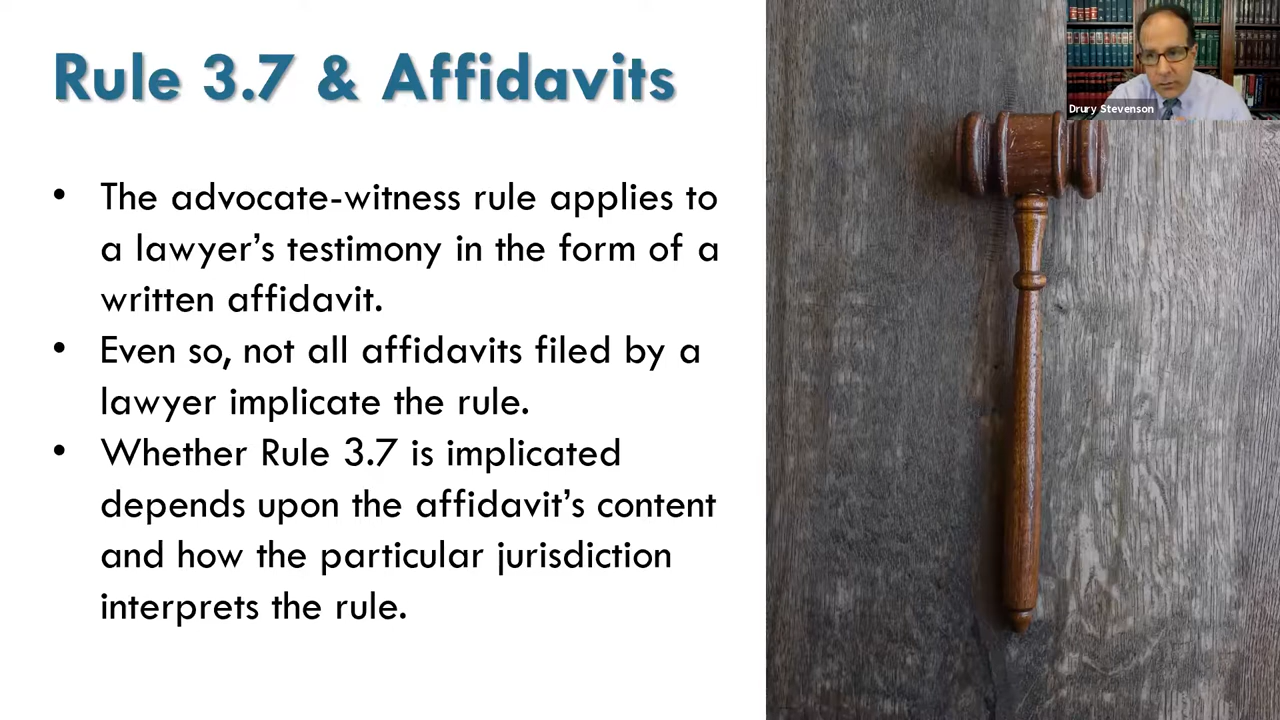 Rule 3.7 & Affidavits
Drury Stevenson
• The advocate-witness rule applies to
a lawyer’s testimony in the form of a
written affidavit.
• Even so, not all affidavits filed by a
lawyer implicate the rule.
• Whether Rule 3.7 is implicated
depends upon the affidavit’s content
and how the particular jurisdiction
interprets the rule.